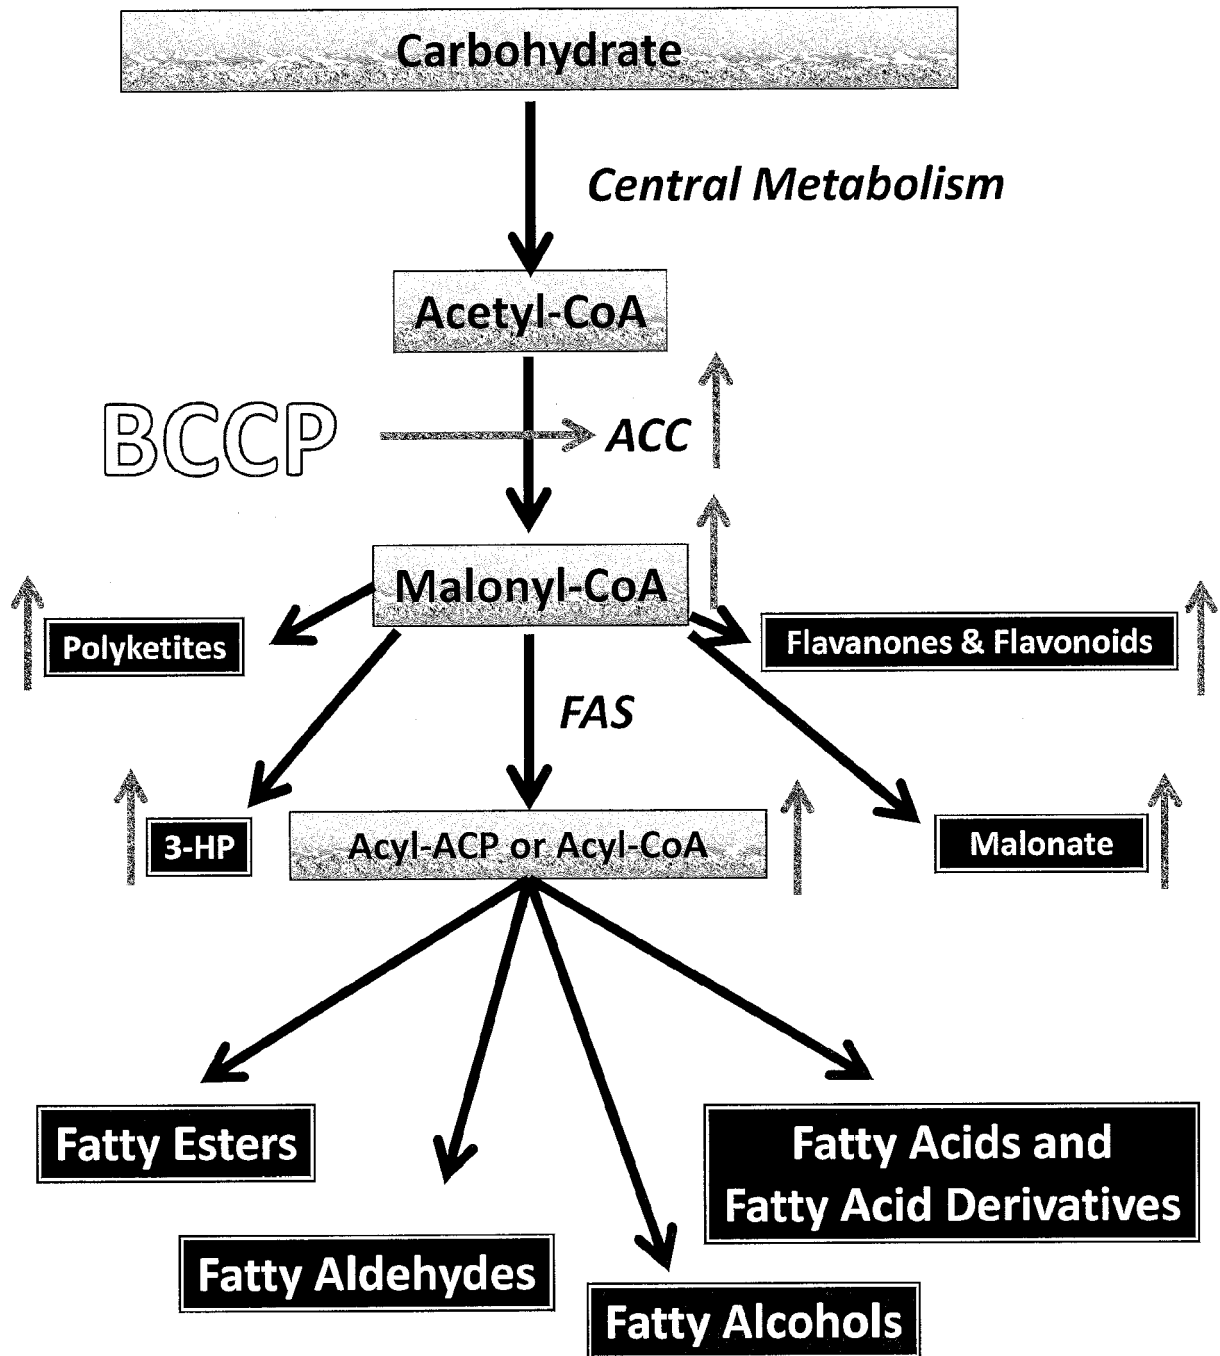 Carbohydrate
Central Metabolism
Acetyl-CoA
BCCP
ACC
Malonyl-CoA
Polyketites
Flavanones & Flavonoids
FAS
3-HP
Acyl-ACP or Acyl-CoA
Malonate
Fatty Esters
Fatty Acids and
Fatty Acid Derivatives
Fatty Aldehydes
Fatty Alcohols